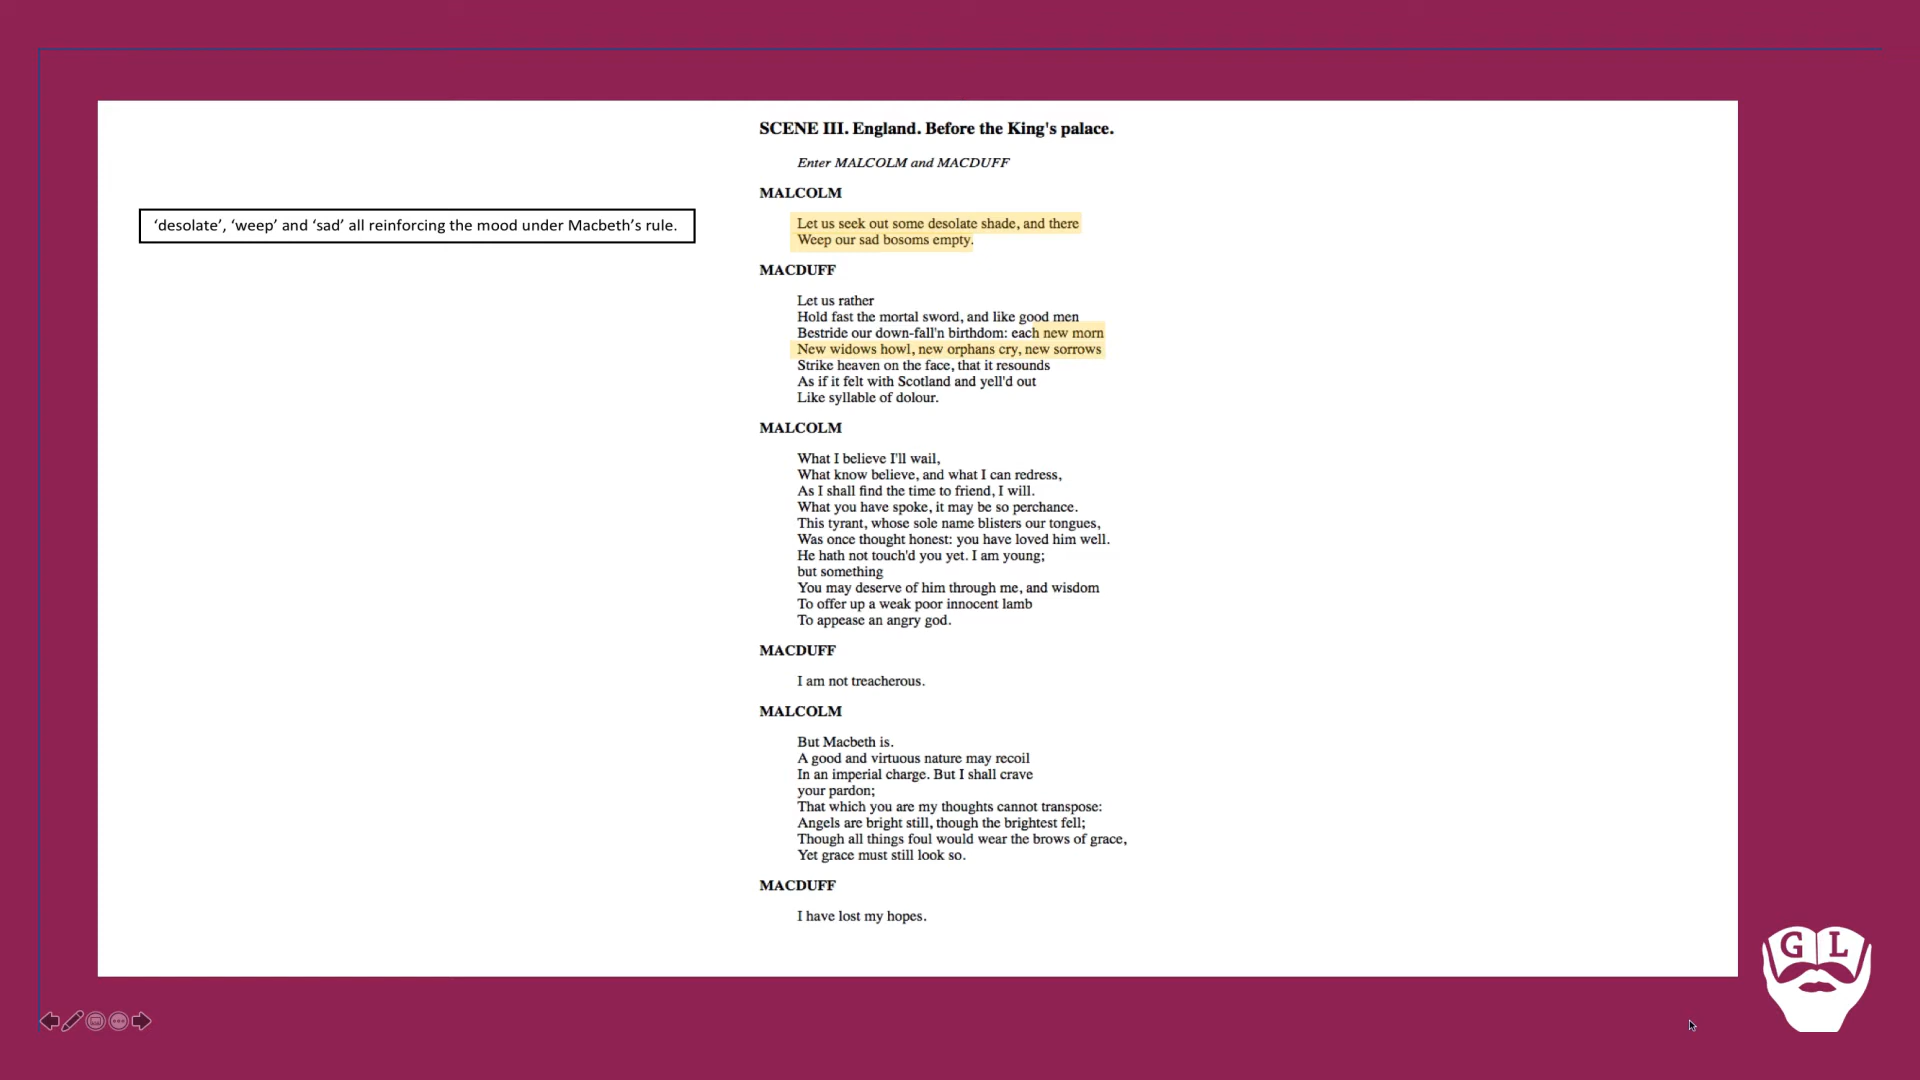 SCENE III. England. Before the King's palace.
Enter MALCOLM and MACDUFF
MALCOLM
‘desolate’, ‘weep’ and ‘sad’ all reinforcing the mood under Macbeth’s rule.
Let us seek out some desolate shade, and there
Weep our sad bosoms empty.
MACDUFF
Let us rather
Hold fast the mortal sword, and like good men
Bestride our down-fall'n birthdom: each new morn
New widows howl, new orphans cry, new sorrows
Strike heaven on the face, that it resounds
As if it felt with Scotland and yell'd out
Like syllable of dolour.
MALCOLM
What I believe I'll wail,
What know believe, and what I can redress,
As I shall find the time to friend, I will.
What you have spoke, it may be so perchance.
This tyrant, whose sole name blisters our tongues,
Was once thought honest: you have loved him well.
He hath not touch'd you yet. I am young;
but something
You may deserve of him through me, and wisdom
To offer up a weak poor innocent lamb
To appease an angry god.
MACDUFF
I am not treacherous.
MALCOLM
But Macbeth is.
A good and virtuous nature may recoil
In an imperial charge. But I shall crave
your pardon;
That which you are my thoughts cannot transpose:
Angels are bright still, though the brightest fell;
Though all things foul would wear the brows of grace,
Yet grace must still look so.
MACDUFF
I have lost my hopes.
G L